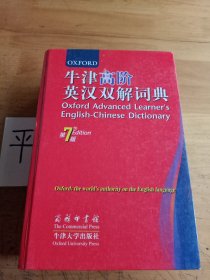 OXFORD
牛津高阶
英汉双解词典
Oxford Advanced Learner's
English-Chinese Dictionary
第7版
7th Edition
平
Oxford: the world's authority on the English language
商务印书馆
The Commercial Press
牛津大学出版社
Oxford University Press